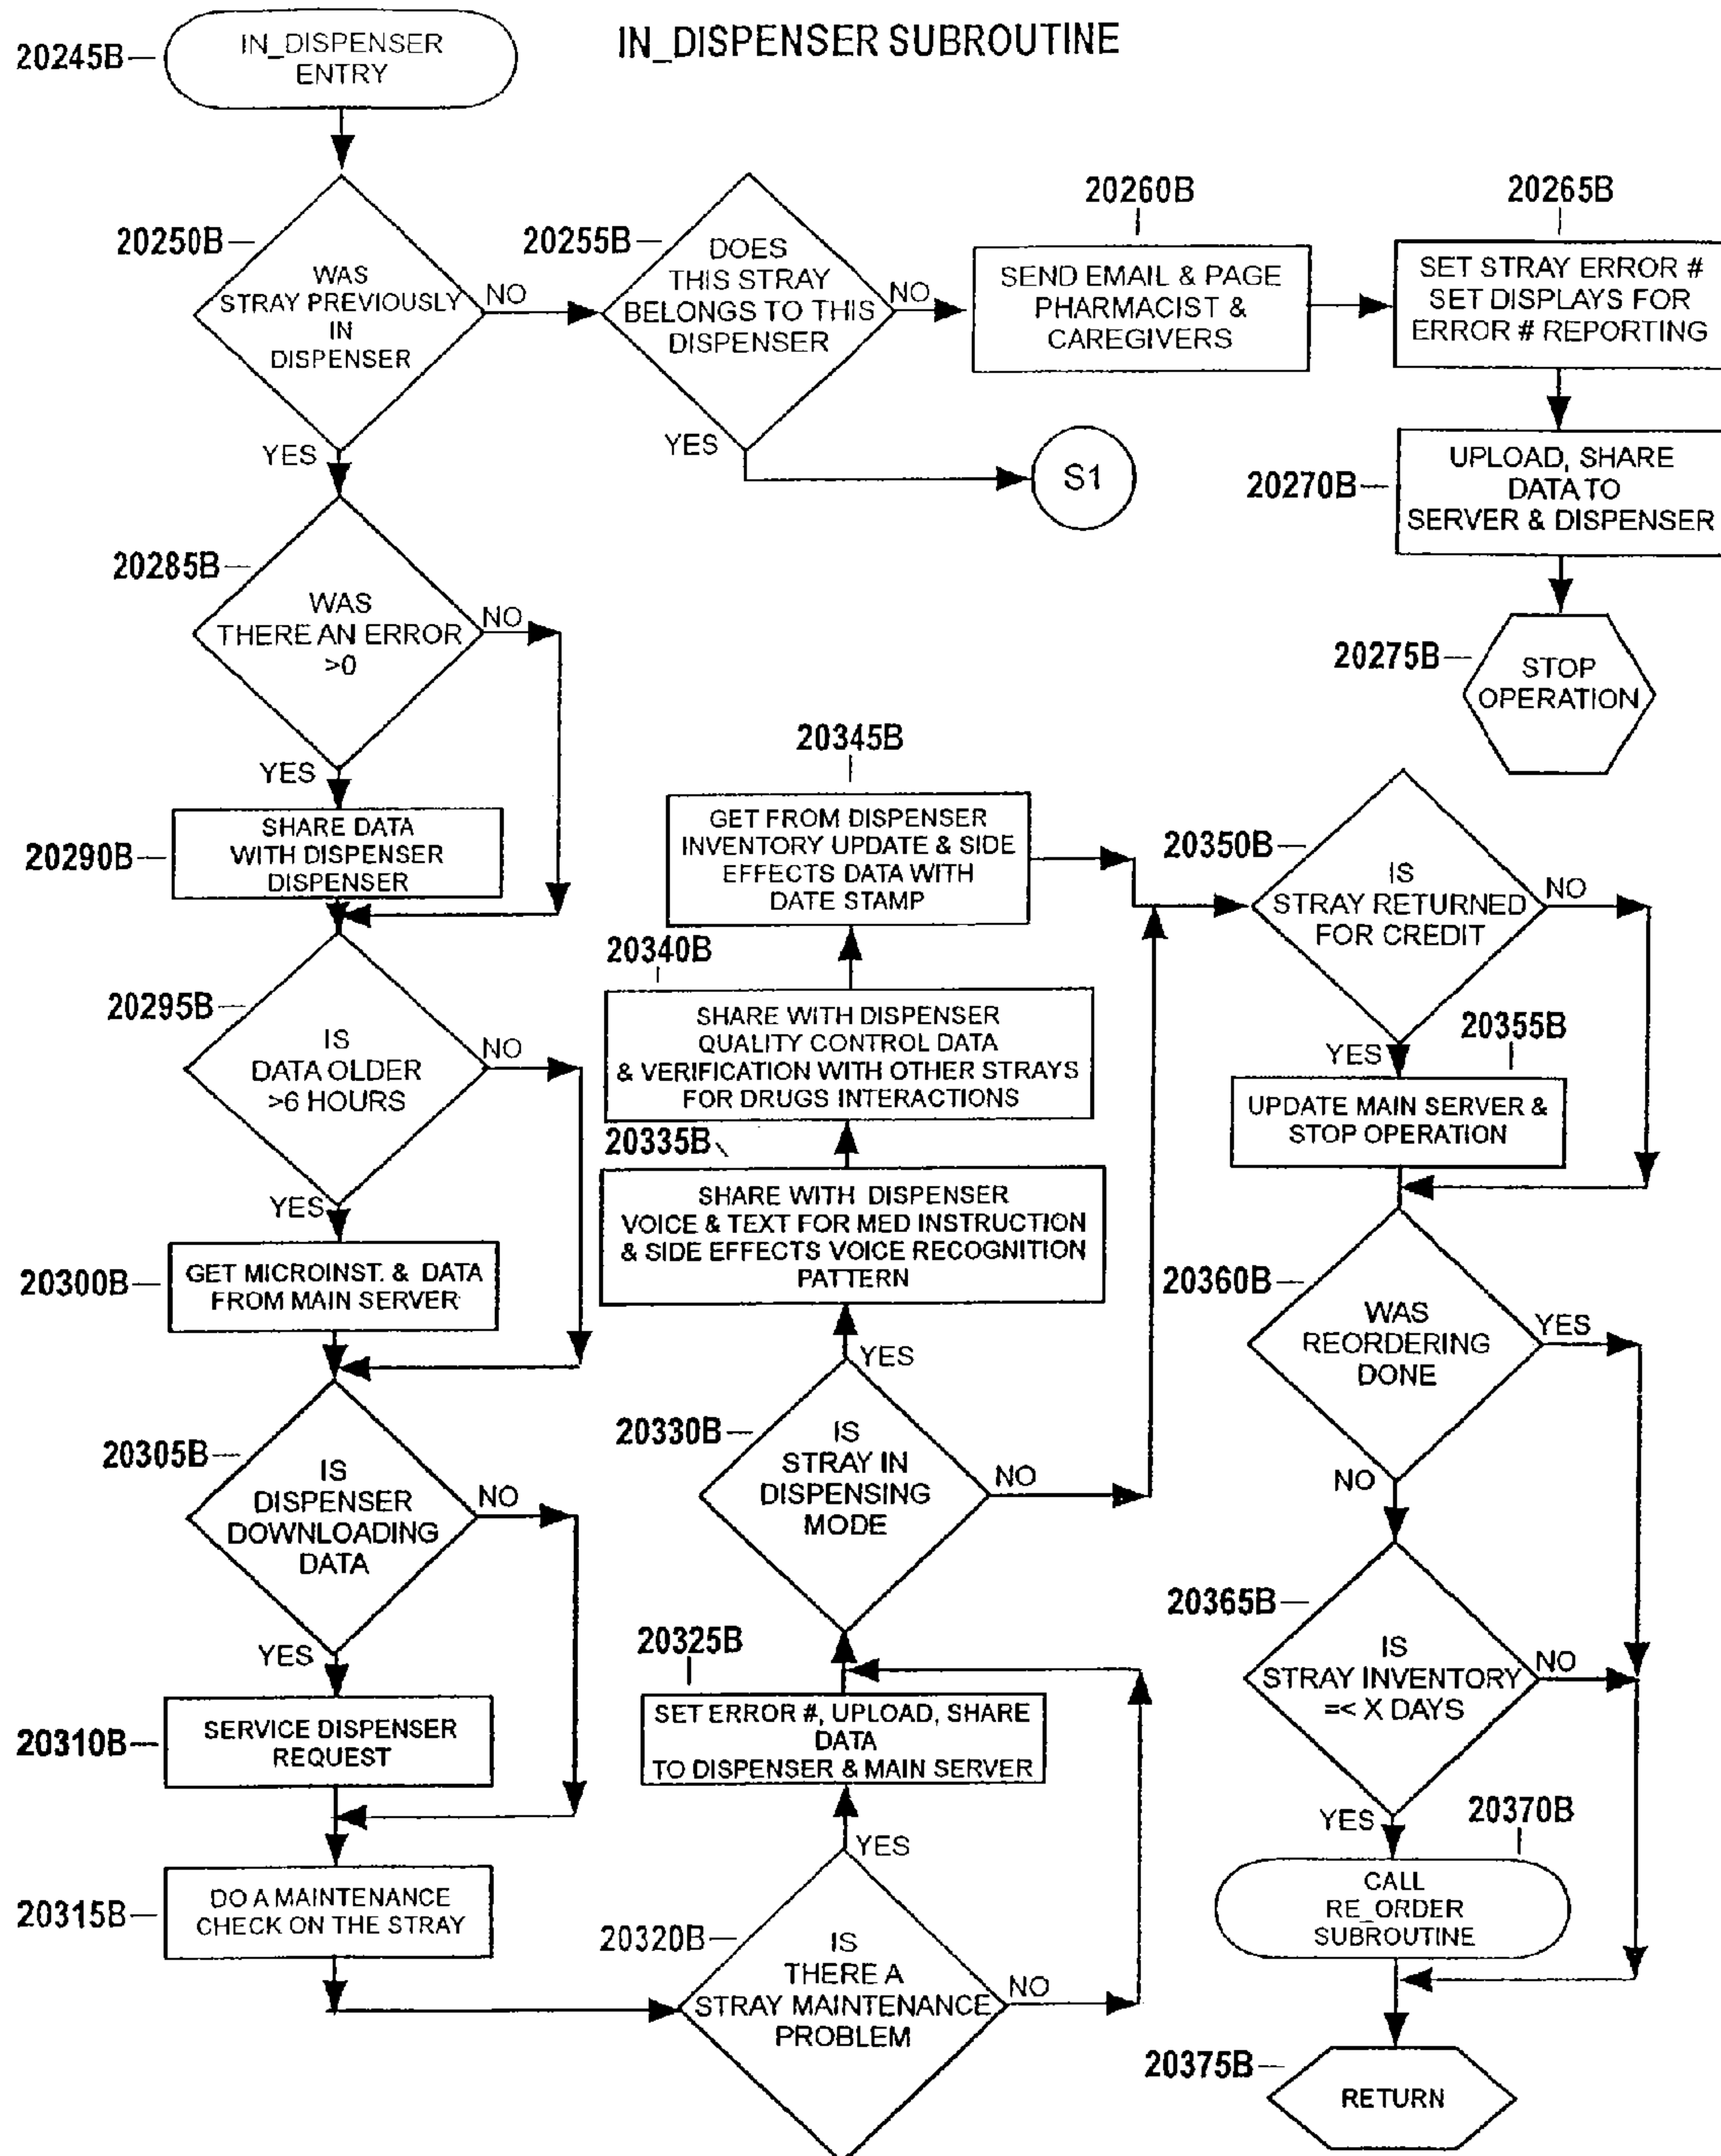 IN_DISPENSER SUBROUTINE
20245B
IN_DISPENSER
ENTRY
20250B
WAS
STRAY PREVIOUSLY
IN
DISPENSER
NO
YES
20255B
DOES
THIS STRAY
BELONGS TO THIS
DISPENSER
NO
YES
S1
20260B
SEND EMAIL & PAGE
PHARMACIST &
CAREGIVERS
20265B
SET STRAY ERROR #
SET DISPLAYS FOR
ERROR # REPORTING
20270B
UPLOAD, SHARE
DATA TO
SERVER & DISPENSER
20275B
STOP
OPERATION
20285B
WAS
THERE AN ERROR
>0
NO
YES
20290B
SHARE DATA
WITH DISPENSER
DISPENSER
20295B
IS
DATA OLDER
>6 HOURS
NO
YES
20300B
GET MICROINST. & DATA
FROM MAIN SERVER
20305B
IS
DISPENSER
DOWNLOADING
DATA
NO
YES
20310B
SERVICE DISPENSER
REQUEST
20315B
DO A MAINTENANCE
CHECK ON THE STRAY
20320B
IS
THERE A
STRAY MAINTENANCE
PROBLEM
NO
YES
20325B
SET ERROR #, UPLOAD, SHARE
DATA
TO DISPENSER & MAIN SERVER
20330B
IS
STRAY IN
DISPENSING
MODE
NO
YES
20335B
SHARE WITH DISPENSER
VOICE & TEXT FOR MED INSTRUCTION
& SIDE EFFECTS VOICE RECOGNITION
PATTERN
20340B
SHARE WITH DISPENSER
QUALITY CONTROL DATA
& VERIFICATION WITH OTHER STRAYS
FOR DRUGS INTERACTIONS
20345B
GET FROM DISPENSER
INVENTORY UPDATE & SIDE
EFFECTS DATA WITH
DATE STAMP
20350B
IS
STRAY RETURNED
FOR CREDIT
NO
YES
20355B
UPDATE MAIN SERVER &
STOP OPERATION
20360B
WAS
REORDERING
DONE
YES
NO
20365B
IS
STRAY INVENTORY
=< X DAYS
NO
YES
20370B
CALL
RE_ORDER
SUBROUTINE
20375B
RETURN